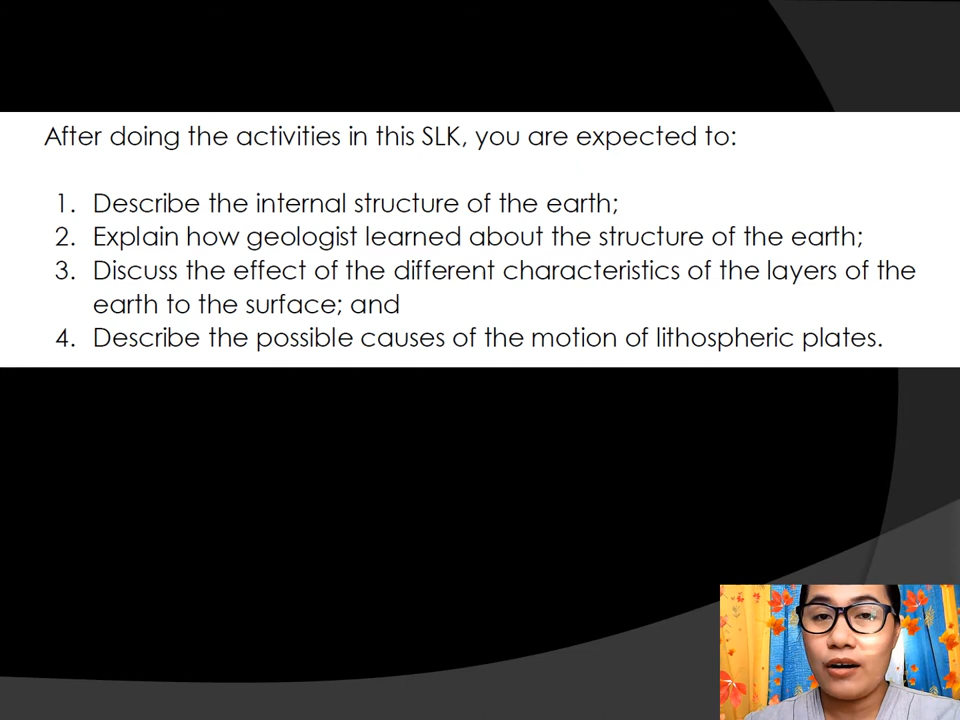 After doing the activities in this SLK, you are expected to:
1. Describe the internal structure of the earth;
2. Explain how geologist learned about the structure of the earth;
3. Discuss the effect of the different characteristics of the layers of the
earth to the surface; and
4. Describe the possible causes of the motion of lithospheric plates.